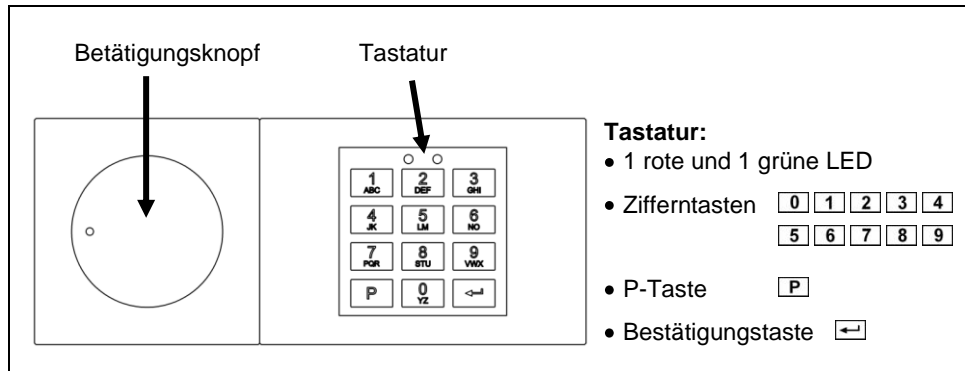 Betätigungsknopf Tastatur
1 2 3
ABC DEF GHI
4 5 6
JK LM NO
7 8 9
PQR STU VWX
P 0 ↵
YZ
Tastatur:
• 1 rote und 1 grüne LED
• Zifferntasten 0 1 2 3 4
5 6 7 8 9
• P-Taste P
• Bestätigungstaste ↵